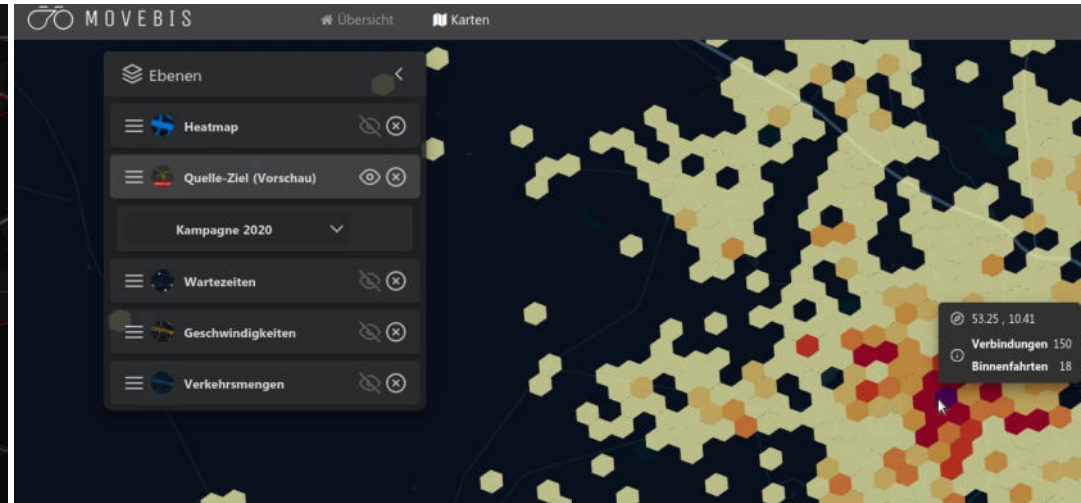 MOVEBIS
Übersicht
Karten
Ebenen
Heatmap
Quelle-Ziel (Vorschau)
Kampagne 2020
Wartezeiten
Geschwindigkeiten
Verkehrsmengen
53.25 , 10.41
Verbindungen 150
Binnenfahrten 18